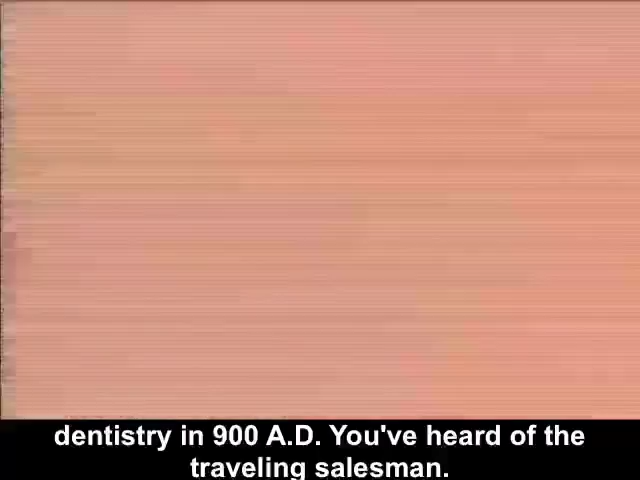 dentistry in 900 A.D. You've heard of the
traveling salesman.